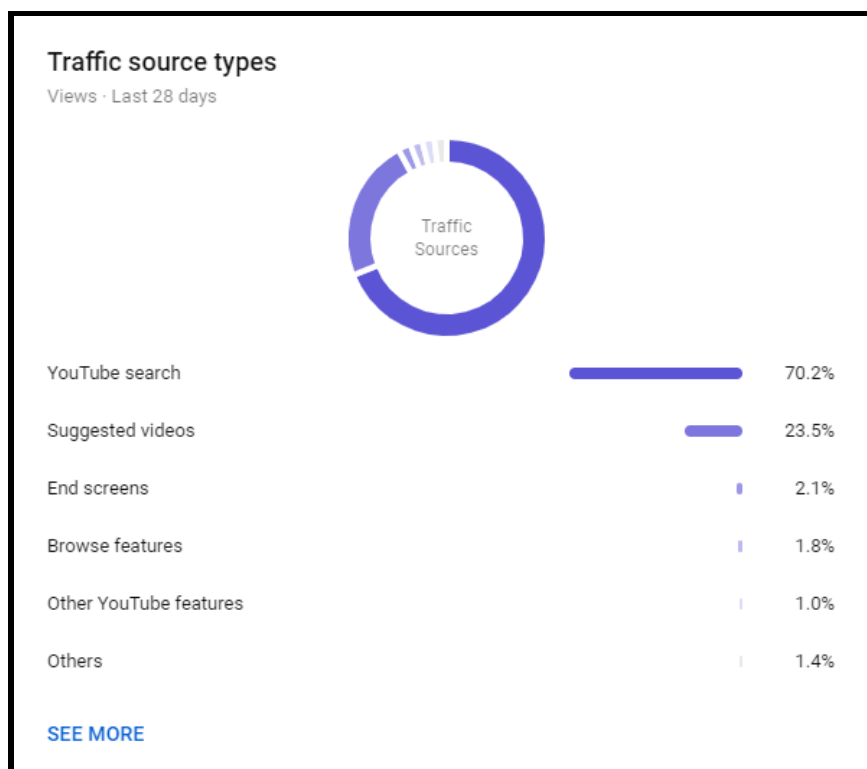 Traffic source types
Views · Last 28 days
Traffic
Sources
YouTube search 70.2%
Suggested videos 23.5%
End screens 2.1%
Browse features 1.8%
Other YouTube features 1.0%
Others 1.4%
SEE MORE